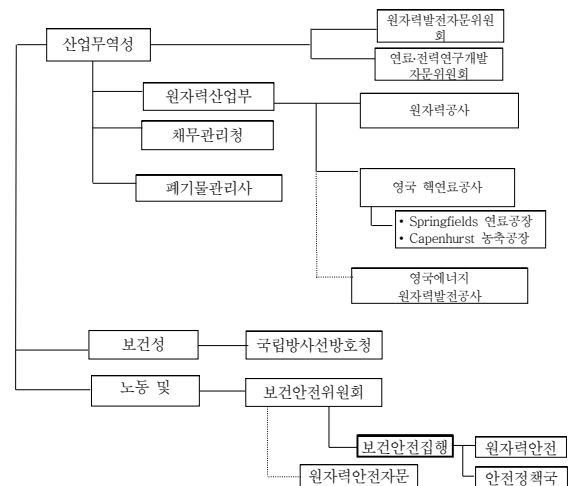 원자력발전자문위원
회
산업무역성
연료·전력연구개발
자문위원회
원자력산업부
원자력공사
채무관리청
폐기물관리사
영국 핵연료공사
• Springfields 연료공장
• Capenhurst 농축공장
영국에너지
원자력발전공사
보건성
국립방사선방호청
노동 및
보건안전위원회
보건안전집행
원자력안전
원자력안전자문
안전정책국